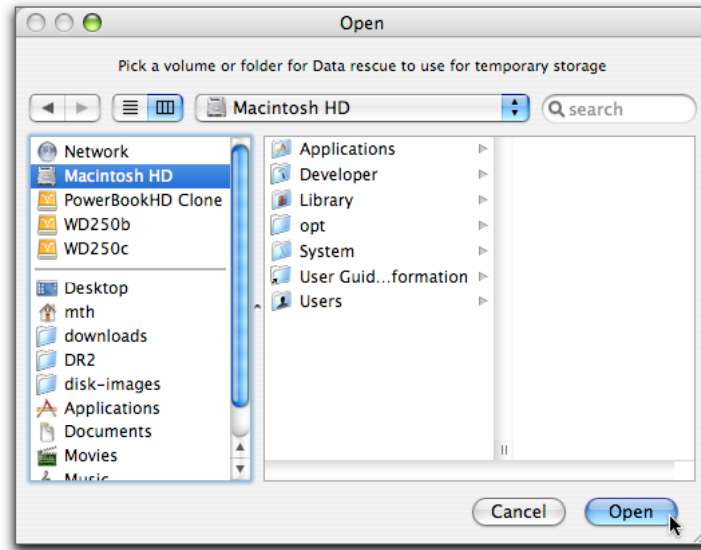 Open
Pick a volume or folder for Data rescue to use for temporary storage
Macintosh HD
search
Network
Macintosh HD
PowerBookHD Clone
WD250b
WD250c
Desktop
mth
downloads
DR2
disk-images
Applications
Documents
Movies
Music
Applications
Developer
Library
opt
System
User Guid...formation
Users
Cancel
Open